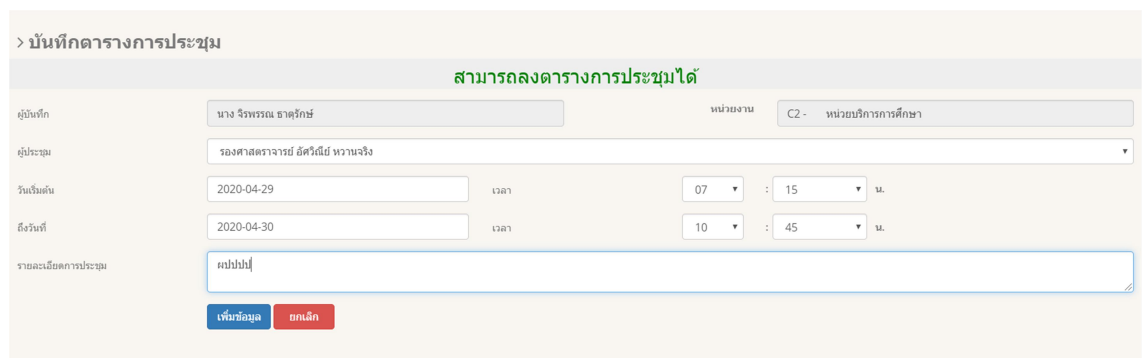 > บันทึกตารางการประชุม
สามารถลงตารางการประชุมได้
ผู้บันทึก นาง จิรพรรณ ธาตุรักษ์ หน่วยงาน C2 - หน่วยบริการการศึกษา
ผู้ประชุม รองศาสตราจารย์ อัศวิณีย์ หวานจริง
วันเริ่มต้น 2020-04-29 เวลา 07 : 15 น.
ถึงวันที่ 2020-04-30 เวลา 10 : 45 น.
รายละเอียดการประชุม ผปปปป
เพิ่มข้อมูล ยกเลิก